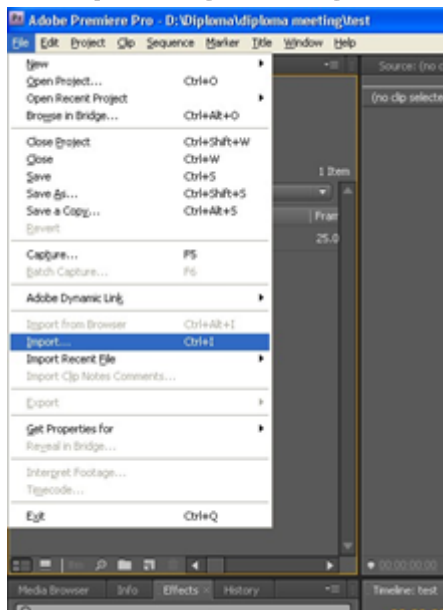 Adobe Premiere Pro - D:\Diploma\diploma meeting\test
File Edit Project Clip Sequence Marker Title Window Help
New
Open Project... Ctrl+O
Open Recent Project
Browse in Bridge... Ctrl+Alt+O
Close Project Ctrl+Shift+W
Close Ctrl+W
Save Ctrl+S
Save As... Ctrl+Shift+S
Save a Copy... Ctrl+Alt+S
Revert
Capture... F5
Batch Capture... F6
Adobe Dynamic Link
Import from Browser Ctrl+Alt+I
Import... Ctrl+I
Import Recent File
Import Clip Notes Comments...
Export
Get Properties for
Reveal in Bridge...
Interpret Footage...
Timecode...
Exit Ctrl+Q
Source: (no c
(no clip selecte
1 Item
Fram
25.0
00:00:00:00
Media Browser Info Effects × History
Timeline: test